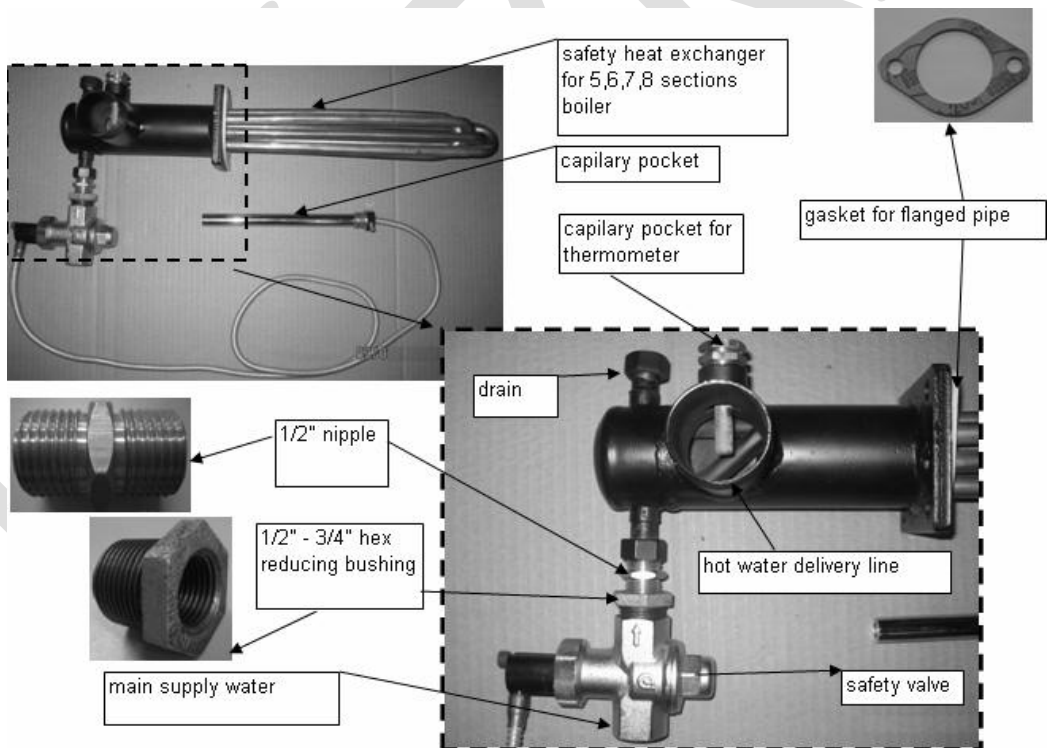 safety heat exchanger
for 5,6,7,8 sections
boiler
capilary pocket
gasket for flanged pipe
capilary pocket for
thermometer
drain
1/2" nipple
1/2" - 3/4" hex
reducing bushing
hot water delivery line
main supply water
safety valve